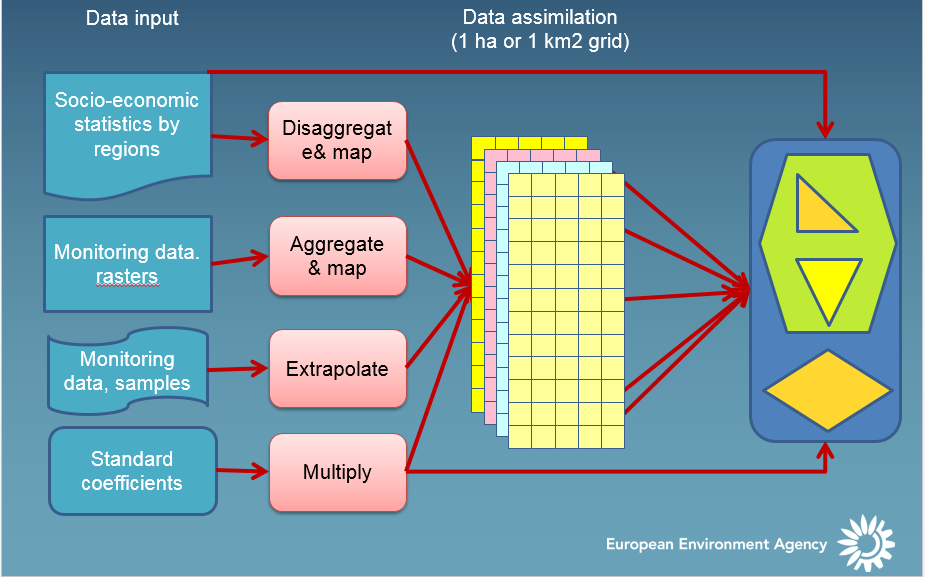 Data input
Data assimilation
(1 ha or 1 km2 grid)
Socio-economic
statistics by
regions
Disaggregat
e& map
Monitoring data.
rasters
Aggregate
& map
Monitoring
data, samples
Extrapolate
Standard
coefficients
Multiply
European Environment Agency